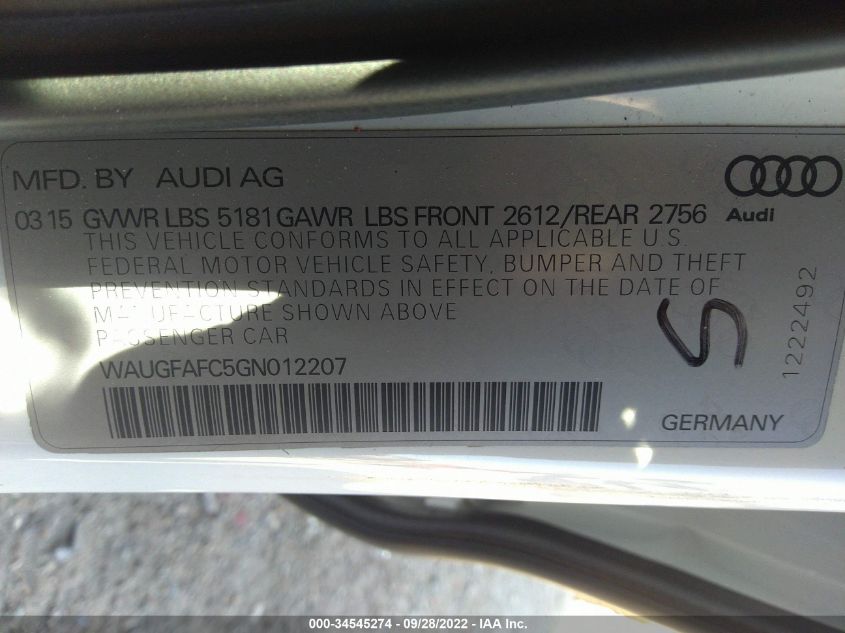 MFD. BY AUDI AG
Audi
03 15 GVWR LBS 5181 GAWR LBS FRONT 2612/REAR 2756
THIS VEHICLE CONFORMS TO ALL APPLICABLE U.S.
FEDERAL MOTOR VEHICLE SAFETY, BUMPER AND THEFT
PREVENTION STANDARDS IN EFFECT ON THE DATE OF
MANUFACTURE SHOWN ABOVE
PASSENGER CAR
WAUGFAFC5GN012207
S
1222492
GERMANY
000-34545274 - 09/28/2022 - IAA Inc.